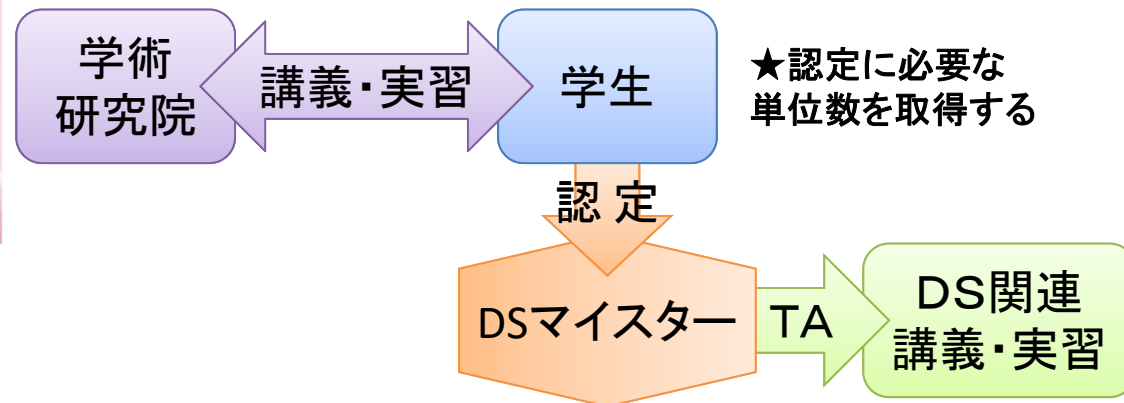 学術
研究院
講義・実習
学生
★認定に必要な
単位数を取得する
認 定
DSマイスター
TA
DS関連
講義・実習